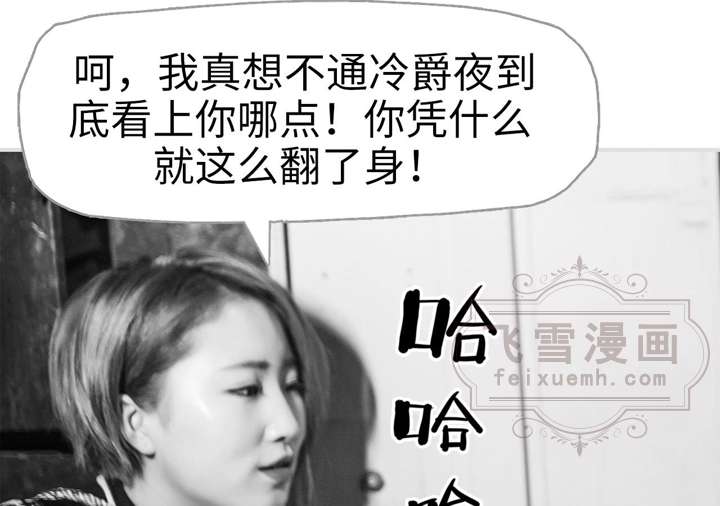 呵，我真想不通冷爵夜到
底看上你哪点！你凭什么
就这么翻了身！
哈
哈
哈
飞雪漫画
feixuemh.com